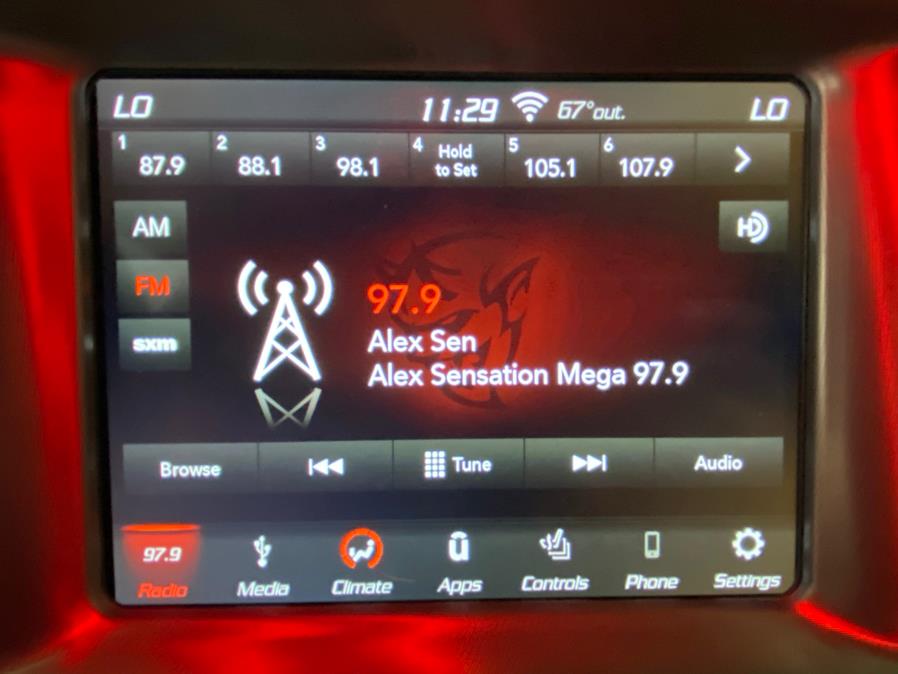 LO 11:29 67°out. LO
1 87.9 2 88.1 3 98.1 4 Hold to Set 5 105.1 6 107.9
AM
HD
FM
97.9
sxm
Alex Sen
Alex Sensation Mega 97.9
Browse Tune Audio
97.9
Radio Media Climate Apps Controls Phone Settings